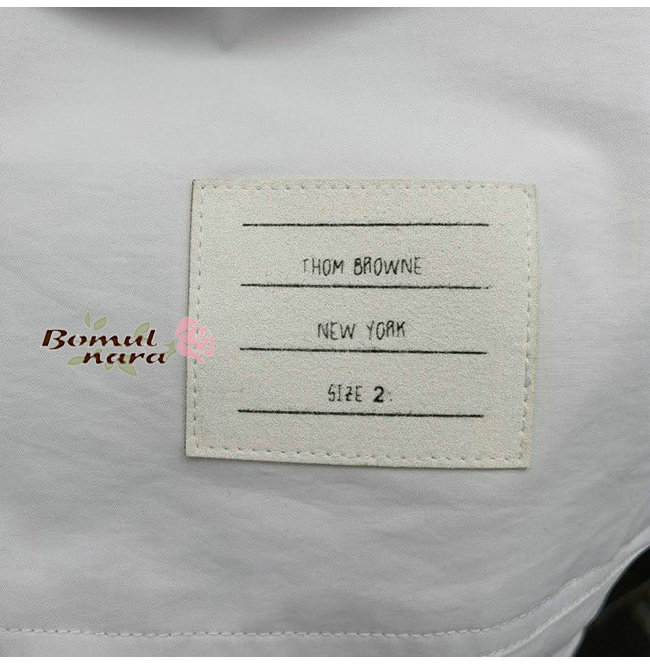 THOM BROWNE
NEW YORK
SIZE 2.
Bomul
nara